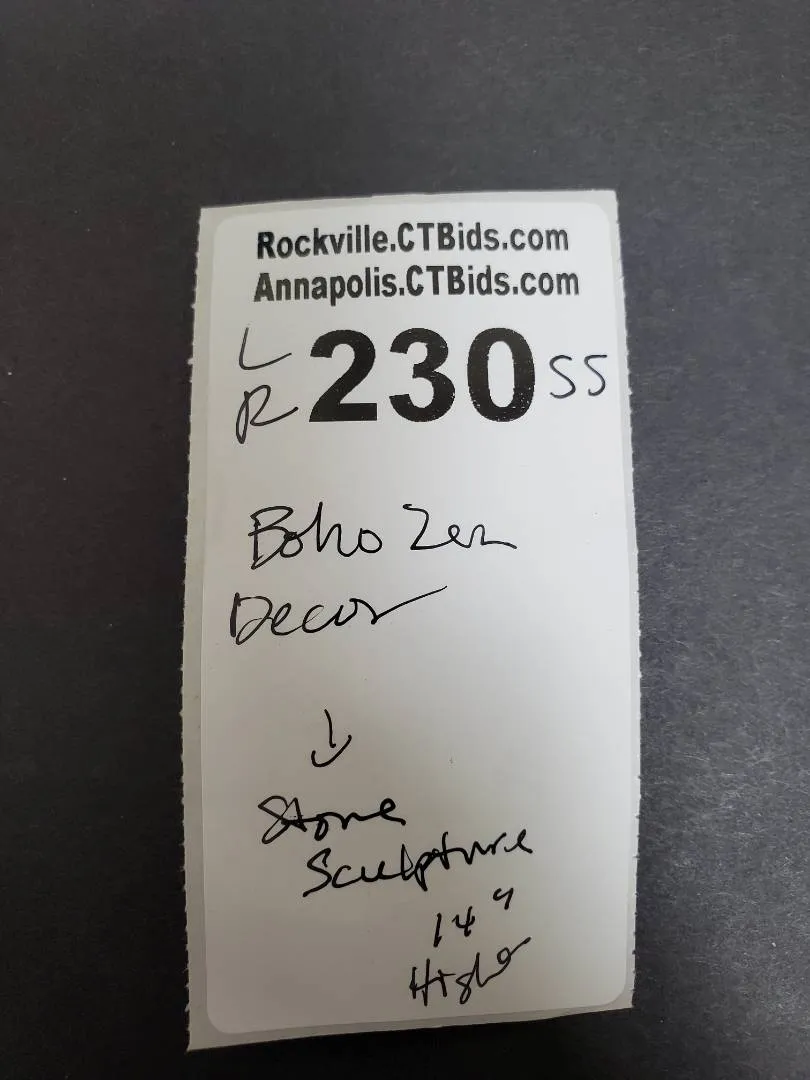 Rockville.CTBids.com
Annapolis.CTBids.com
L
R 230 SS
Boho Zen
Decor
↓
Stone
Sculpture
14"
High